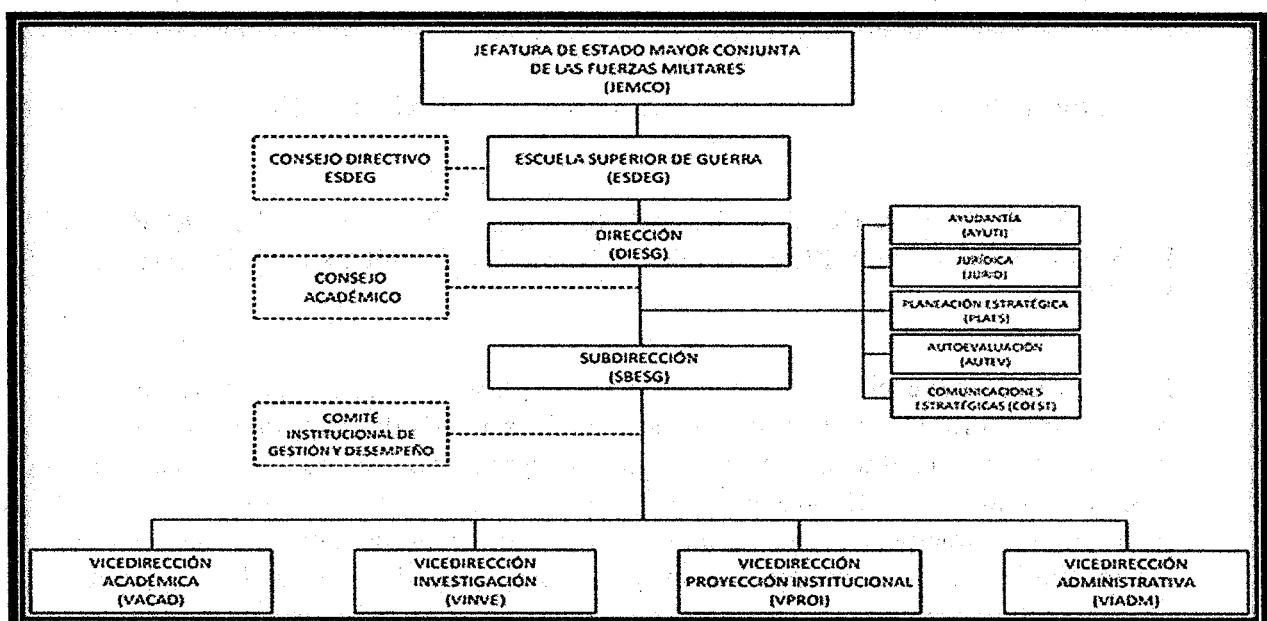 JEFATURA DE ESTADO MAYOR CONJUNTA
DE LAS FUERZAS MILITARES
(JEMCO)
CONSEJO DIRECTIVO
ESDEG
ESCUELA SUPERIOR DE GUERRA
(ESDEG)
DIRECCIÓN
(DIESG)
AYUDANTÍA
(AYUTI)
JURÍDICA
(JURID)
PLANEACIÓN ESTRATÉGICA
(PLAES)
AUTOEVALUACIÓN
(AUTEV)
COMUNICACIONES
ESTRATÉGICAS (COEST)
CONSEJO
ACADÉMICO
SUBDIRECCIÓN
(SBESG)
COMITÉ
INSTITUCIONAL DE
GESTIÓN Y DESEMPEÑO
VICEDIRECCIÓN
ACADÉMICA
(VACAD)
VICEDIRECCIÓN
INVESTIGACIÓN
(VINVE)
VICEDIRECCIÓN
PROYECCIÓN INSTITUCIONAL
(VPROI)
VICEDIRECCIÓN
ADMINISTRATIVA
(VIADM)